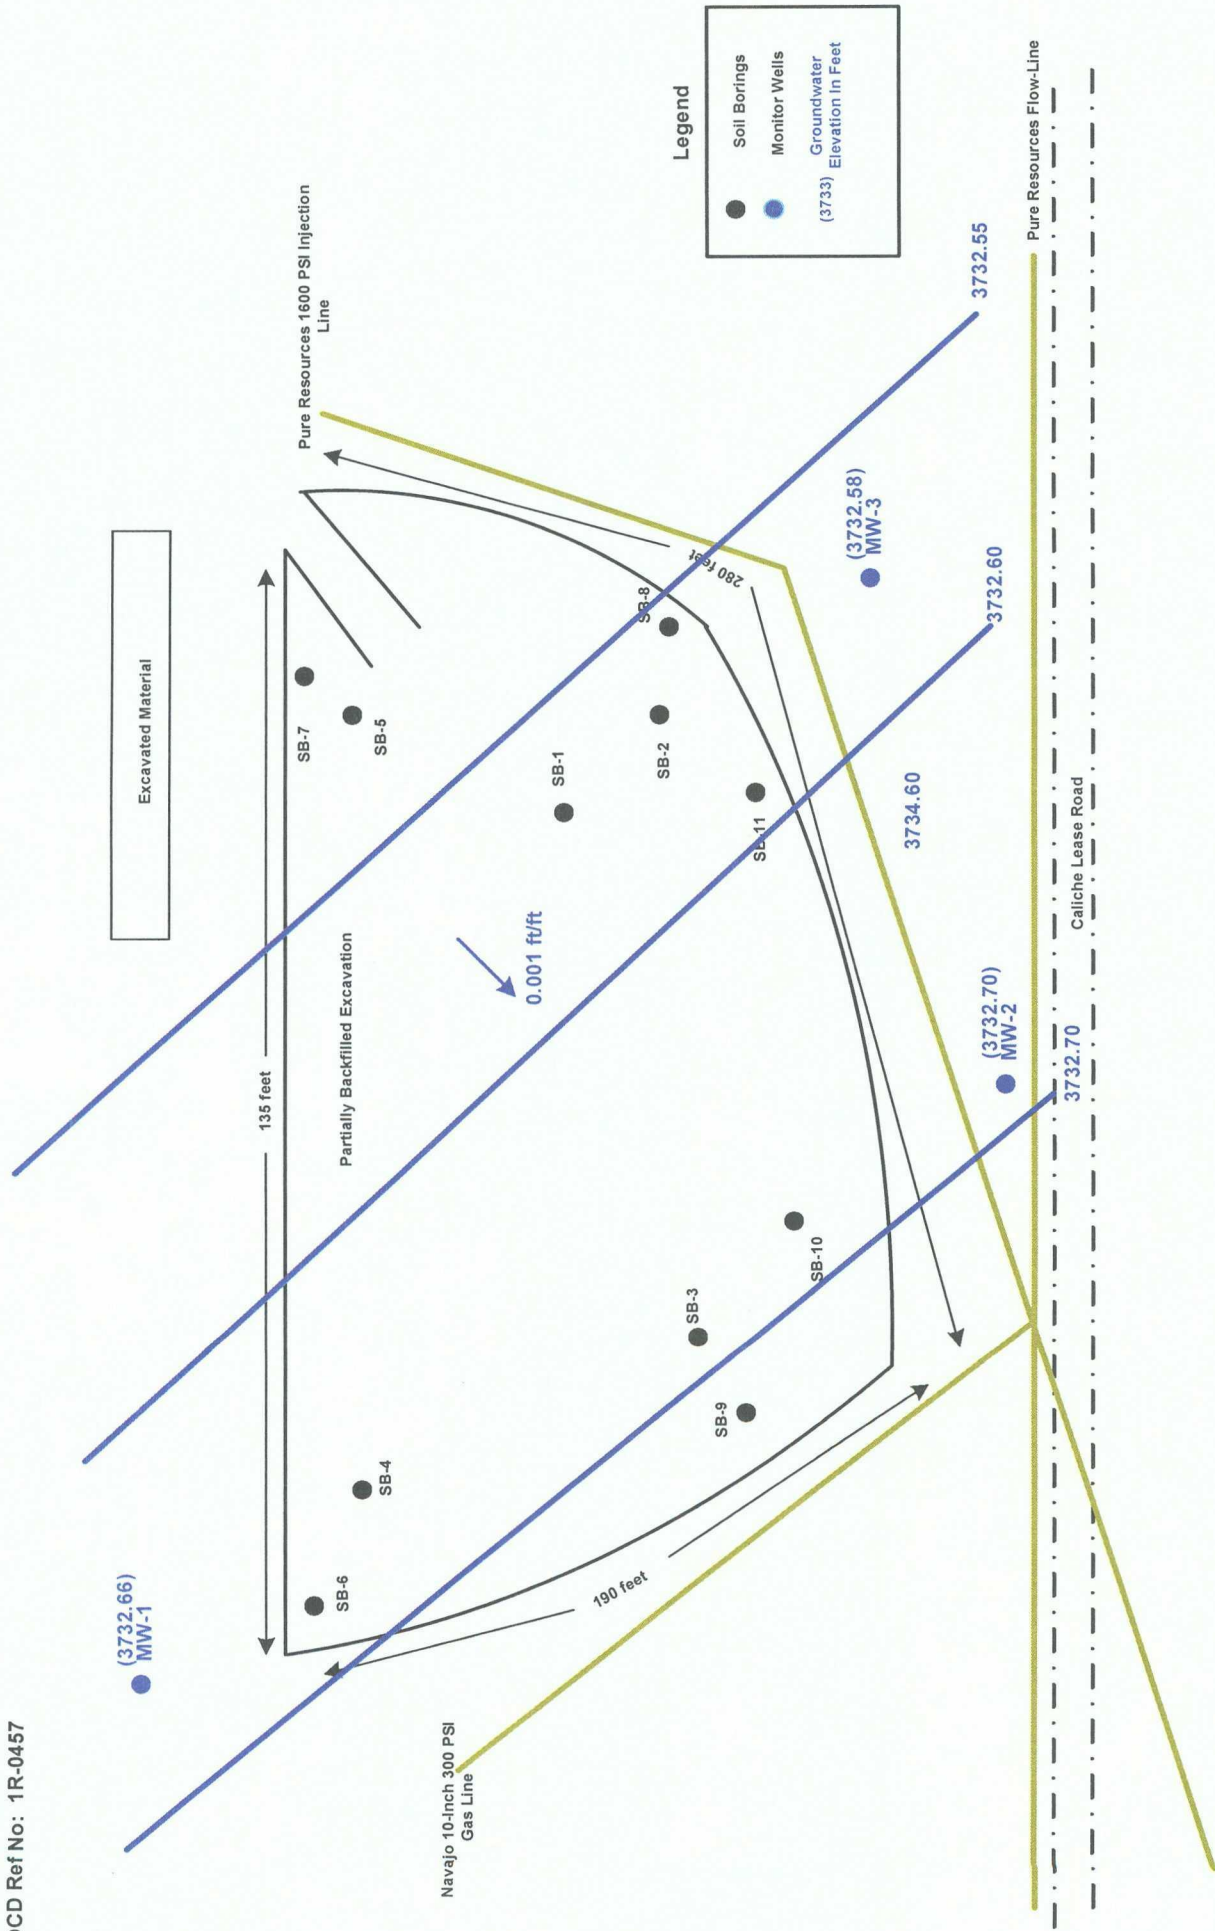 OCD Ref No: 1R-0457
Excavated Material
Pure Resources 1600 PSI Injection
Line
Legend
Soil Borings
Monitor Wells
(3733)
Groundwater
Elevation In Feet
Pure Resources Flow-Line
3732.55
3732.60
3734.60
3732.70
(3732.58)
MW-3
(3732.70)
MW-2
(3732.66)
MW-1
Caliche Lease Road
280 feet
135 feet
190 feet
Partially Backfilled Excavation
0.001 ft/ft
SB-7
SB-5
SB-1
SB-2
SB-8
SB-11
SB-10
SB-3
SB-9
SB-4
SB-6
Navajo 10-Inch 300 PSI
Gas Line